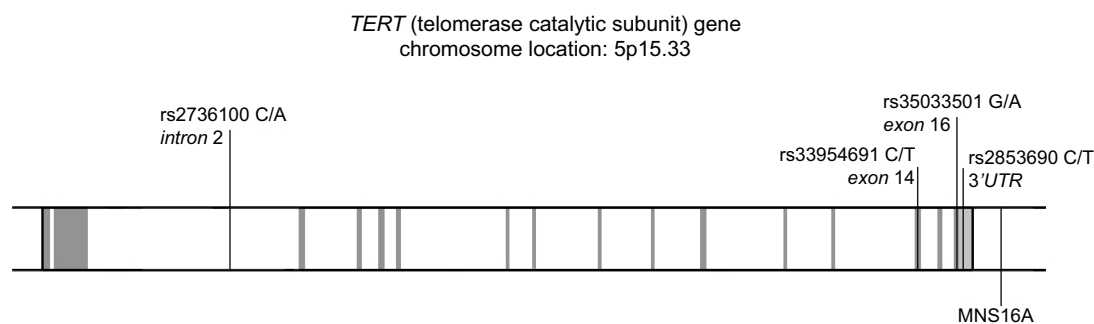 TERT (telomerase catalytic subunit) gene
chromosome location: 5p15.33
rs2736100 C/A
intron 2
rs35033501 G/A
exon 16
rs33954691 C/T
exon 14
rs2853690 C/T
3’UTR
MNS16A